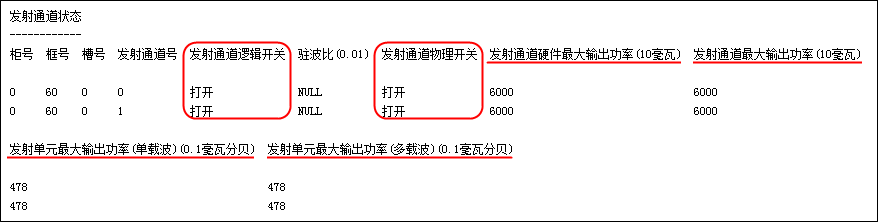 发射通道状态
------------
柜号 框号 槽号 发射通道号 发射通道逻辑开关 驻波比(0.01) 发射通道物理开关 发射通道硬件最大输出功率(10毫瓦) 发射通道最大输出功率(10毫瓦)
0 60 0 0 打开 NULL 打开 6000 6000
0 60 0 1 打开 NULL 打开 6000 6000
发射单元最大输出功率(单载波)(0.1毫瓦分贝) 发射单元最大输出功率(多载波)(0.1毫瓦分贝)
478 478
478 478